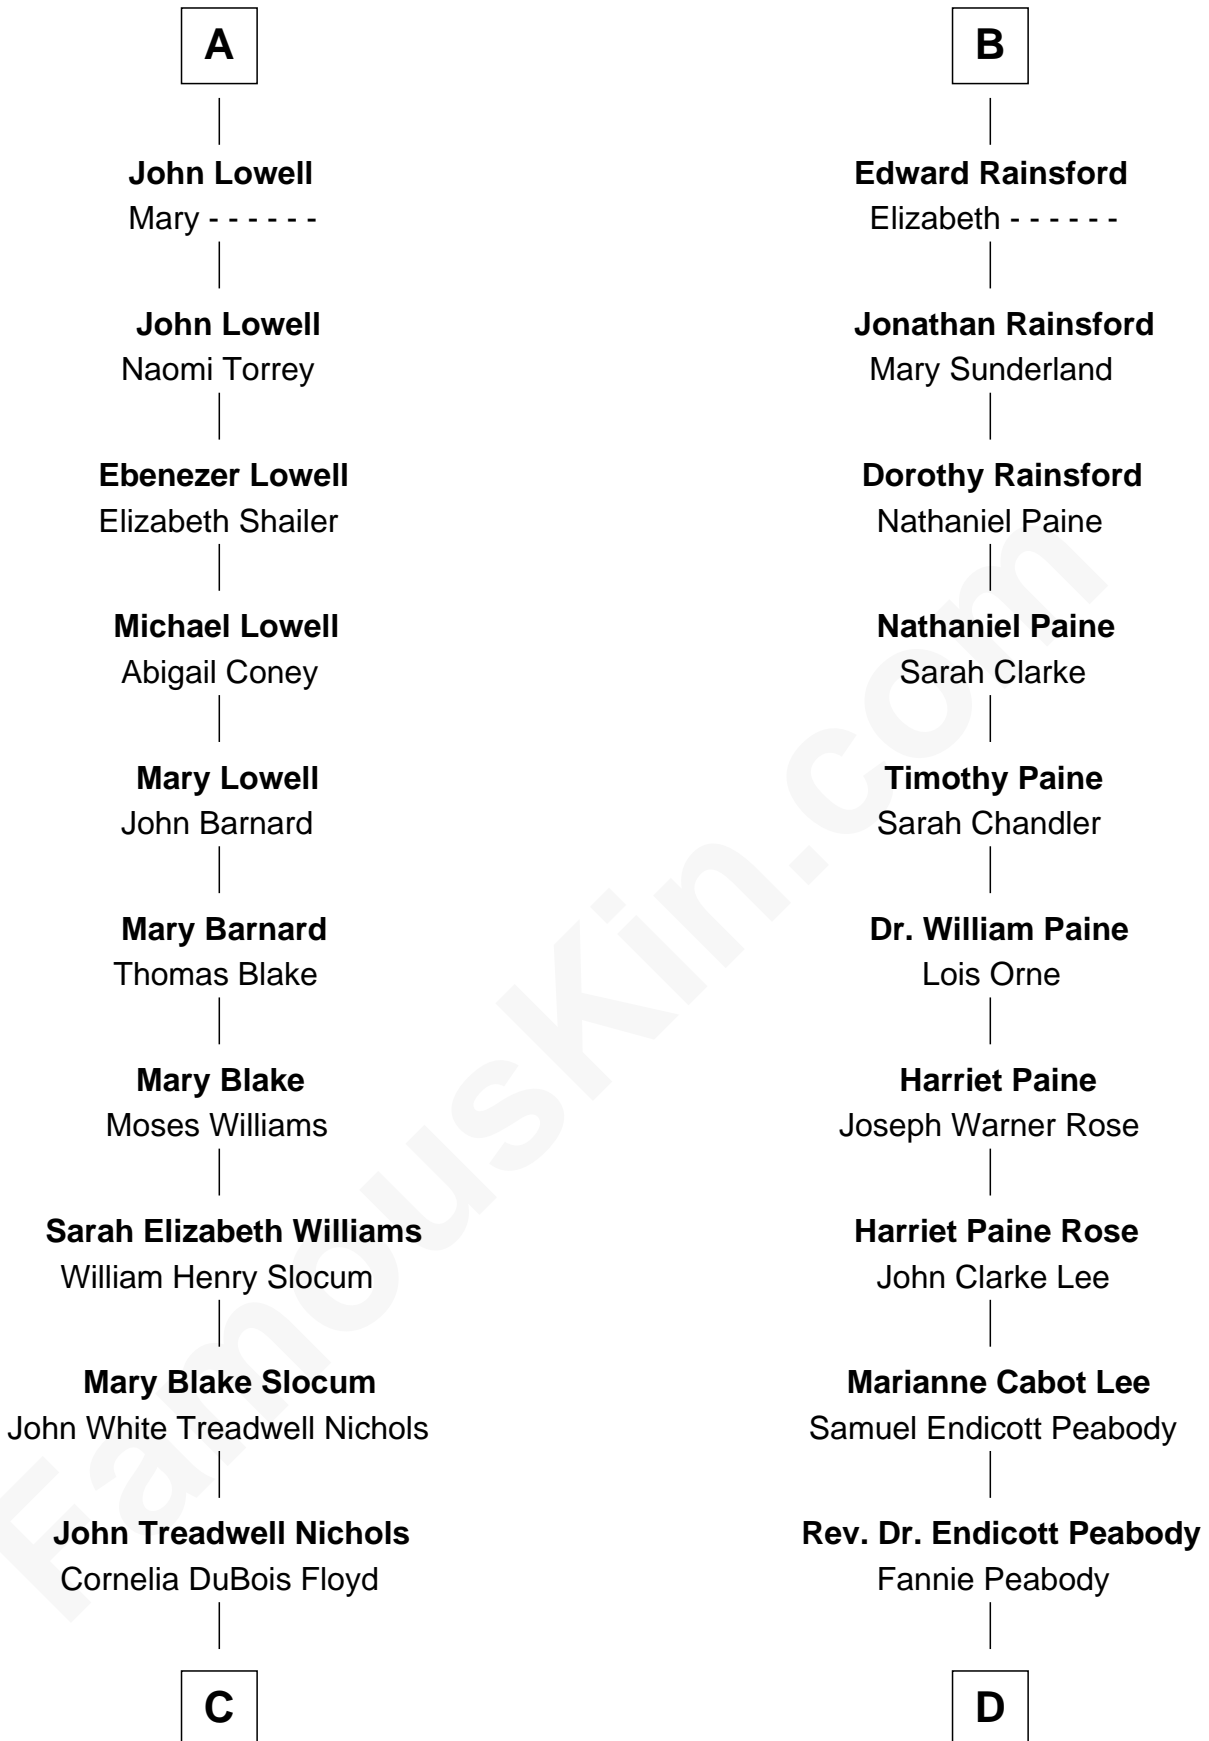 A
John Lowell
Mary - - - - - -
John Lowell
Naomi Torrey
Ebenezer Lowell
Elizabeth Shailer
Michael Lowell
Abigail Coney
Mary Lowell
John Barnard
Mary Barnard
Thomas Blake
Mary Blake
Moses Williams
Sarah Elizabeth Williams
William Henry Slocum
Mary Blake Slocum
John White Treadwell Nichols
John Treadwell Nichols
Cornelia DuBois Floyd
C
B
Edward Rainsford
Elizabeth - - - - - -
Jonathan Rainsford
Mary Sunderland
Dorothy Rainsford
Nathaniel Paine
Nathaniel Paine
Sarah Clarke
Timothy Paine
Sarah Chandler
Dr. William Paine
Lois Orne
Harriet Paine
Joseph Warner Rose
Harriet Paine Rose
John Clarke Lee
Marianne Cabot Lee
Samuel Endicott Peabody
Rev. Dr. Endicott Peabody
Fannie Peabody
D
FamousKin.com